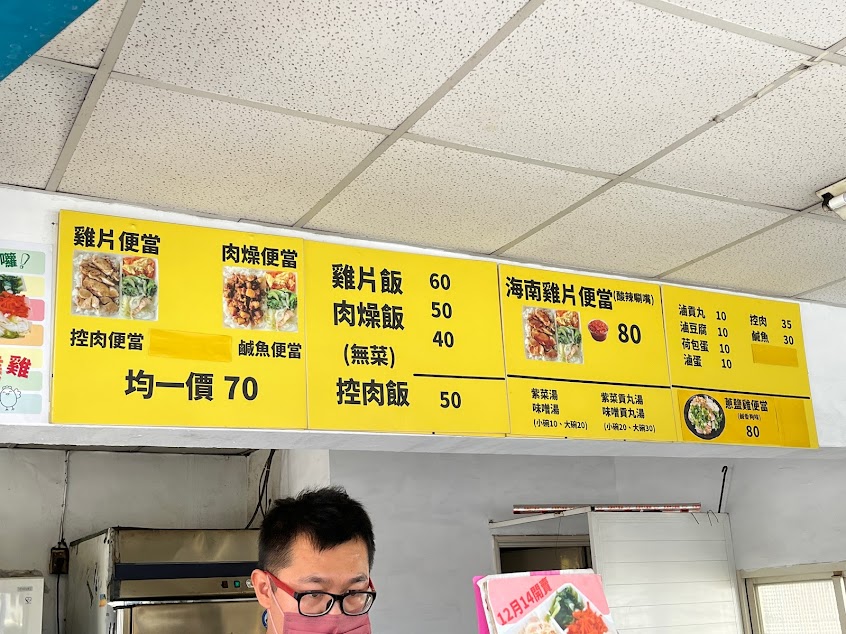 囉!
雞
雞片便當
肉燥便當
控肉便當
鹹魚便當
均一價 70
雞片飯 60
肉燥飯 50
40
(無菜)
控肉飯 50
海南雞片便當(酸辣唰嘴)
80
紫菜湯
味噌湯
(小碗10、大碗20)
紫菜貢丸湯
味噌貢丸湯
(小碗20、大碗30)
滷貢丸 10
滷豆腐 10
荷包蛋 10
滷蛋 10
控肉 35
鹹魚 30
蔥鹽雞便當
80
12月14開賣